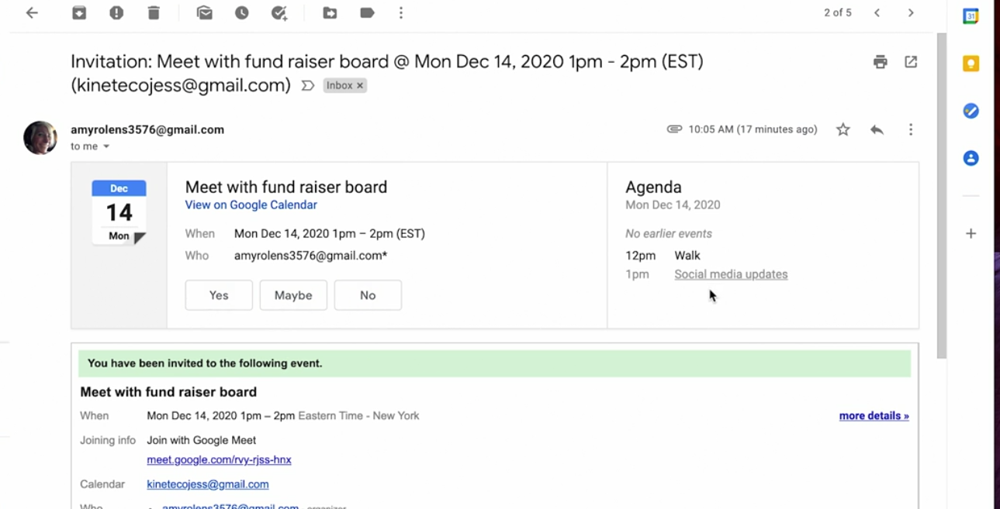 2 of 5
31
Invitation: Meet with fund raiser board @ Mon Dec 14, 2020 1pm - 2pm (EST)
(kinetecojess@gmail.com) Inbox ×
amyrolens3576@gmail.com
10:05 AM (17 minutes ago)
to me
Dec
14
Mon
Meet with fund raiser board
View on Google Calendar
When Mon Dec 14, 2020 1pm – 2pm (EST)
Who amyrolens3576@gmail.com*
Yes Maybe No
Agenda
Mon Dec 14, 2020
No earlier events
12pm Walk
1pm Social media updates
You have been invited to the following event.
Meet with fund raiser board
When Mon Dec 14, 2020 1pm – 2pm Eastern Time - New York
more details »
Joining info Join with Google Meet
meet.google.com/rvy-rjss-hnx
Calendar kinetecojess@gmail.com
Who • amyrolens3576@gmail.com - organizer